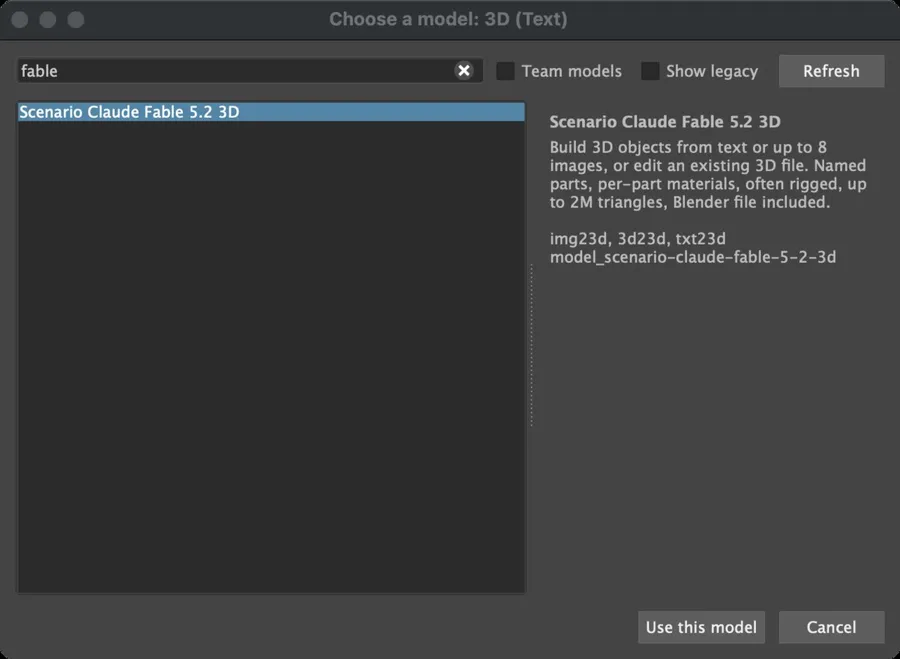 Choose a model: 3D (Text)
fable
Team models
Show legacy
Refresh
Scenario Claude Fable 5.2 3D
Scenario Claude Fable 5.2 3D
Build 3D objects from text or up to 8
images, or edit an existing 3D file. Named
parts, per-part materials, often rigged, up
to 2M triangles, Blender file included.
img23d, 3d23d, txt23d
model_scenario-claude-fable-5-2-3d
Use this model
Cancel